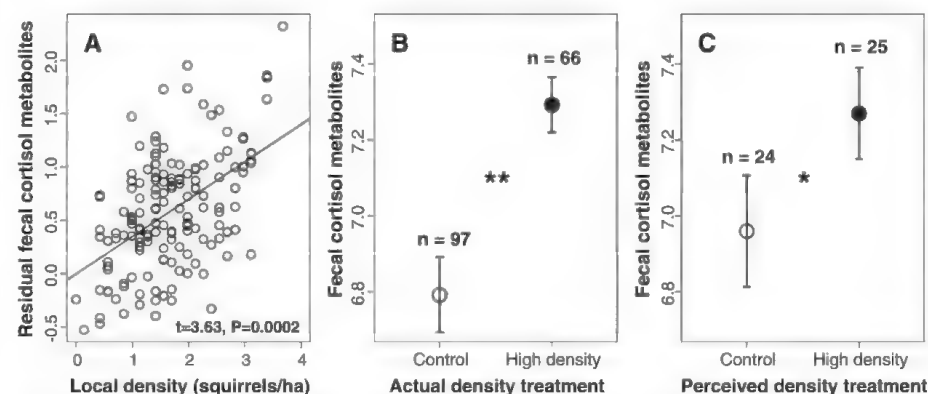 A
Residual fecal cortisol metabolites
2.0
1.5
1.0
0.5
0.0
-0.5
t=3.63, P=0.0002
0 1 2 3 4
Local density (squirrels/ha)
B
Fecal cortisol metabolites
7.4
7.2
7.0
6.8
n = 66
**
n = 97
Control High density
Actual density treatment
C
Fecal cortisol metabolites
7.4
7.2
7.0
6.8
n = 25
n = 24
*
Control High density
Perceived density treatment